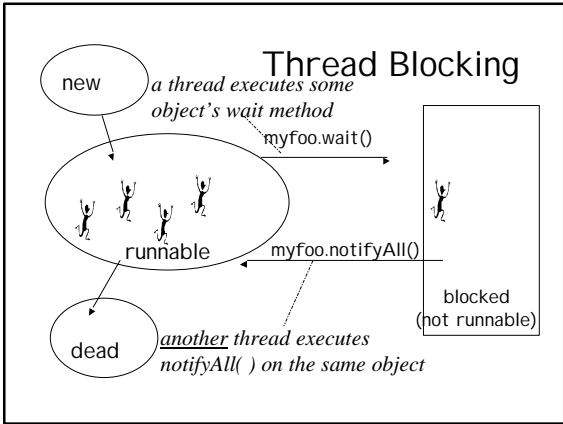 Thread Blocking
new
a thread executes some
object's wait method
myfoo.wait()
runnable
myfoo.notifyAll()
blocked
(not runnable)
dead
another thread executes
notifyAll( ) on the same object